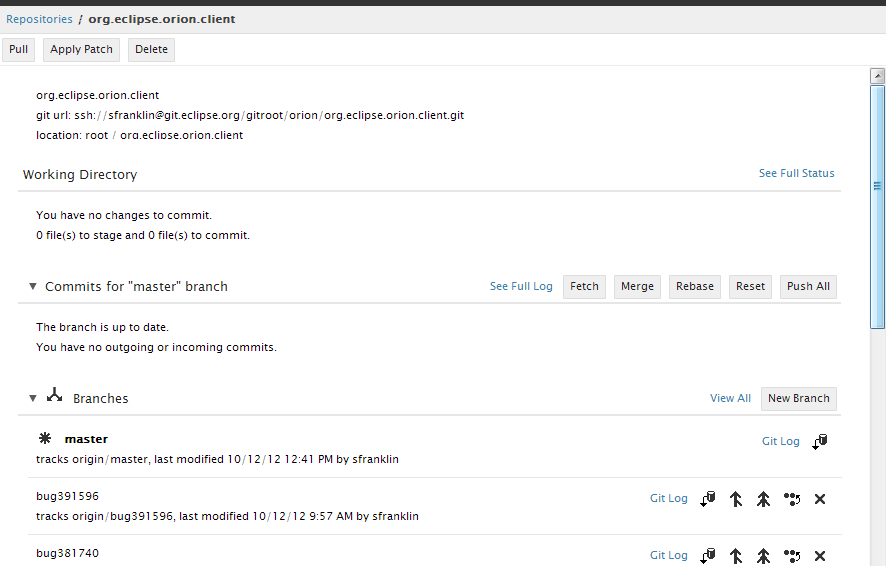 Repositories / org.eclipse.orion.client
Pull Apply Patch Delete
org.eclipse.orion.client
git url: ssh://sfranklin@git.eclipse.org/gitroot/orion/org.eclipse.orion.client.git
location: root / org.eclipse.orion.client
Working Directory See Full Status
You have no changes to commit.
0 file(s) to stage and 0 file(s) to commit.
Commits for "master" branch See Full Log Fetch Merge Rebase Reset Push All
The branch is up to date.
You have no outgoing or incoming commits.
Branches View All New Branch
master Git Log
tracks origin/master, last modified 10/12/12 12:41 PM by sfranklin
bug391596 Git Log
tracks origin/bug391596, last modified 10/12/12 9:57 AM by sfranklin
bug381740 Git Log